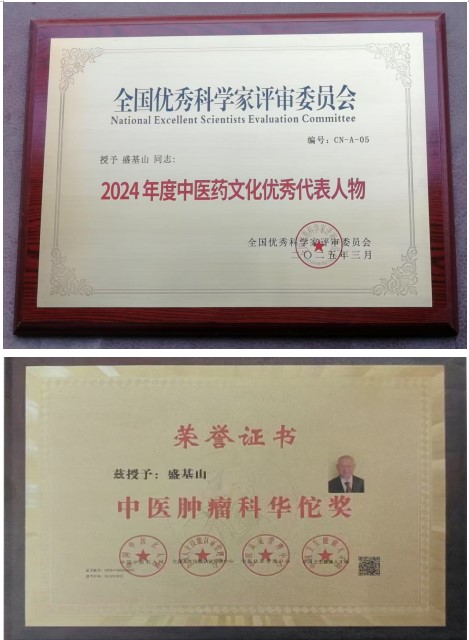 全国优秀科学家评审委员会
National Excellent Scientists Evaluation Committee
编号：CN-A-05
授予 盛基山 同志：
2024 年度中医药文化优秀代表人物
全国优秀科学家评审委员会
二〇二五年三月
荣誉证书
兹授予：盛基山
中医肿瘤科华佗奖